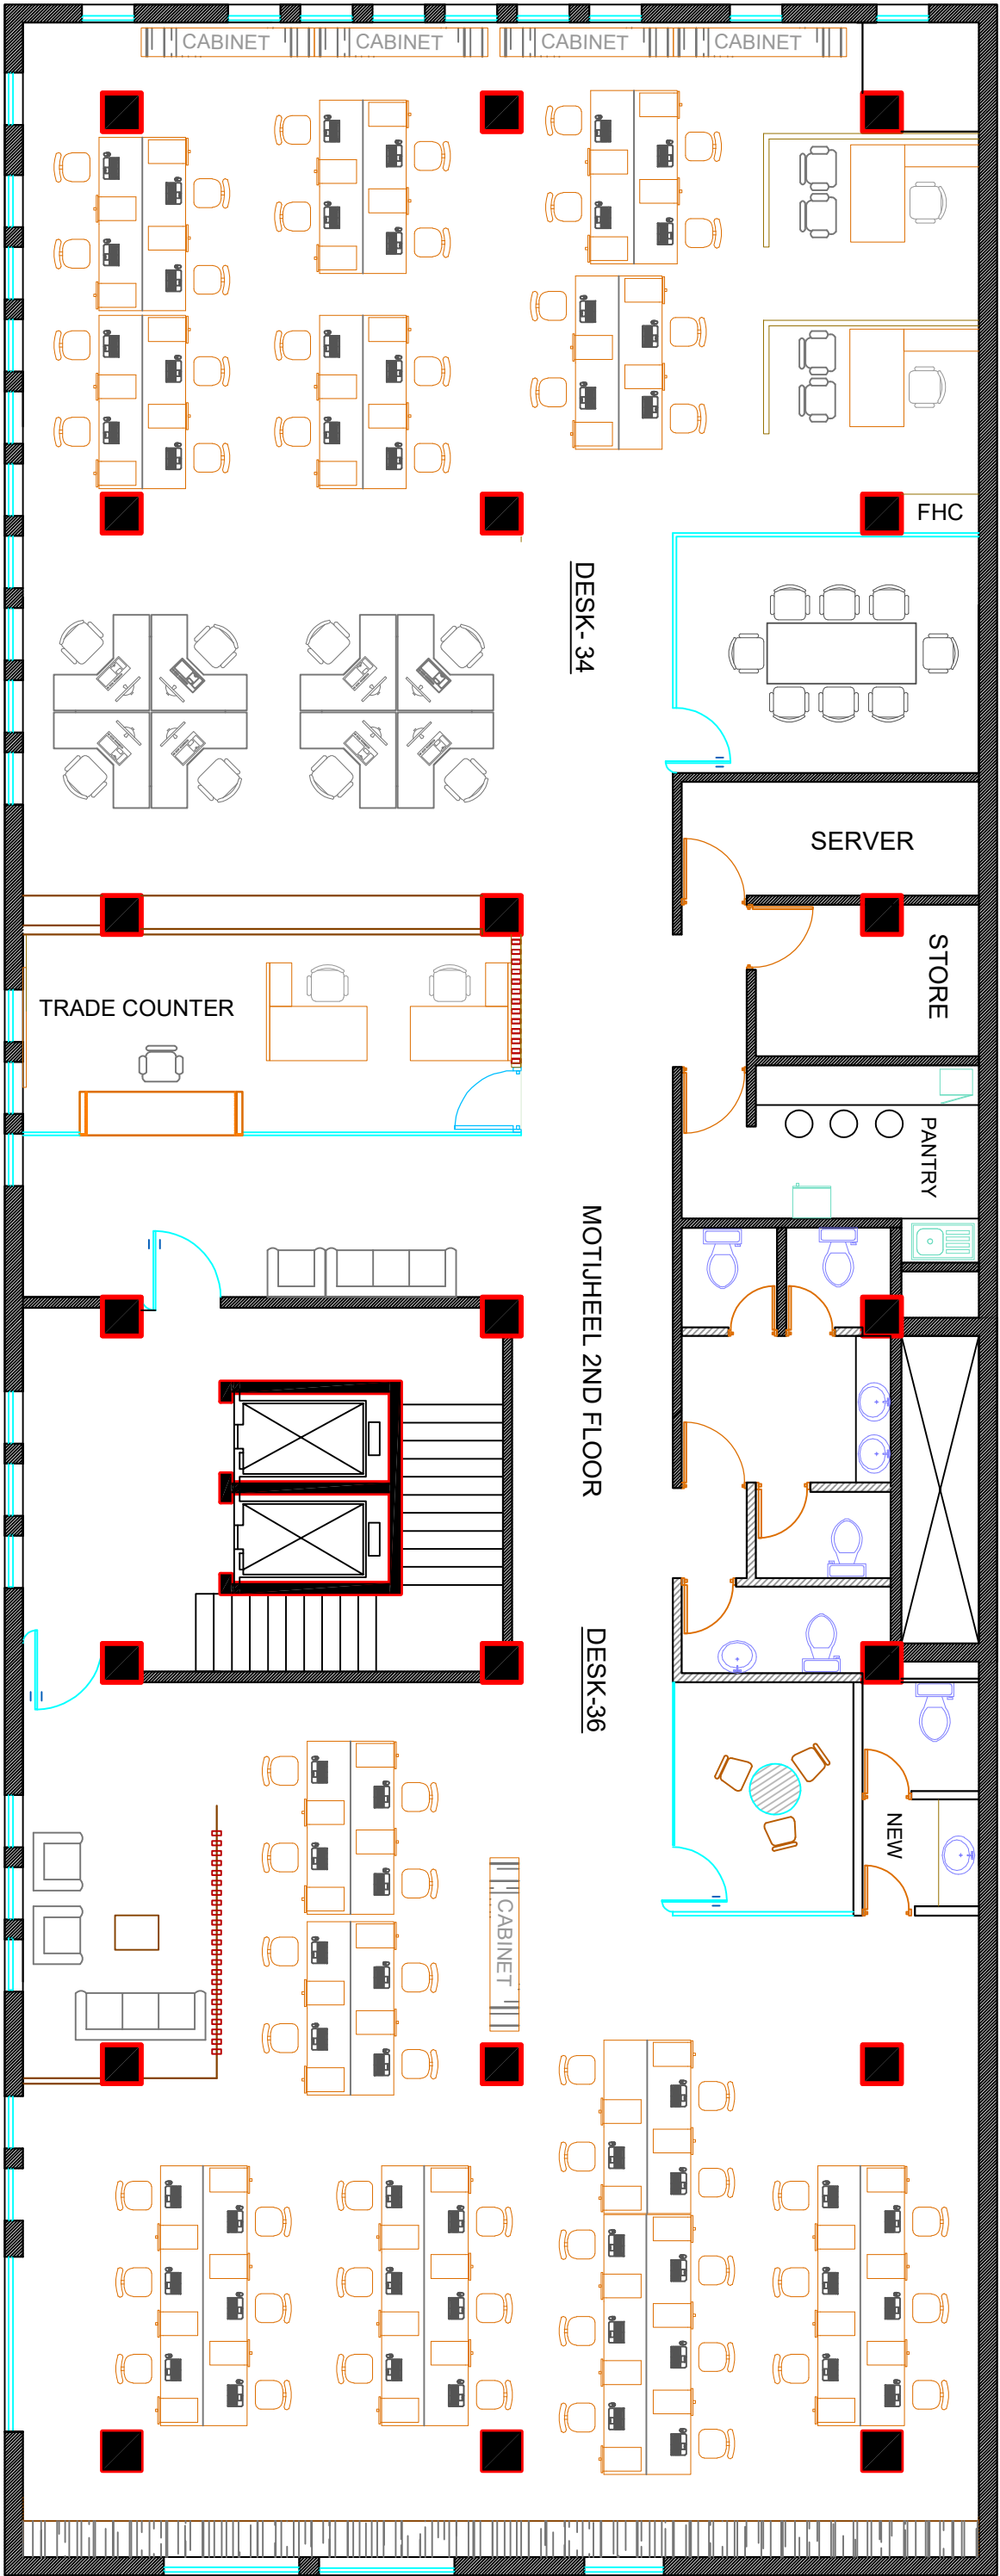 CABINET
CABINET
CABINET
CABINET
FHC
DESK- 34
SERVER
STORE
TRADE COUNTER
PANTRY
MOTIJHEEL 2ND FLOOR
DESK-36
NEW
CABINET